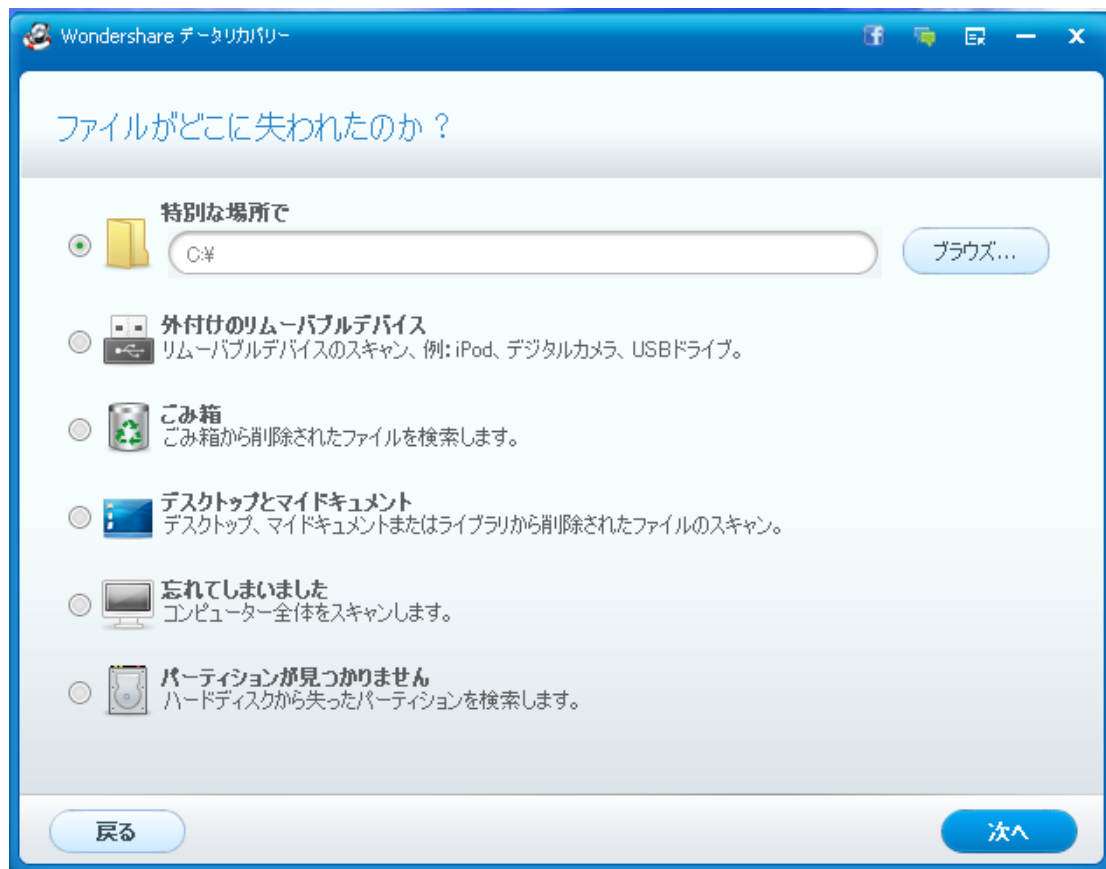 Wondershare データリカバリー
ファイルがどこに失われたのか？
特別な場所で
C:¥
ブラウズ...
外付けのリムーバブルデバイス
リムーバブルデバイスのスキャン、例: iPod、デジタルカメラ、USBドライブ。
ごみ箱
ごみ箱から削除されたファイルを検索します。
デスクトップとマイドキュメント
デスクトップ、マイドキュメントまたはライブラリから削除されたファイルのスキャン。
忘れてしまいました
コンピューター全体をスキャンします。
パーティションが見つかりません
ハードディスクから失ったパーティションを検索します。
戻る
次へ